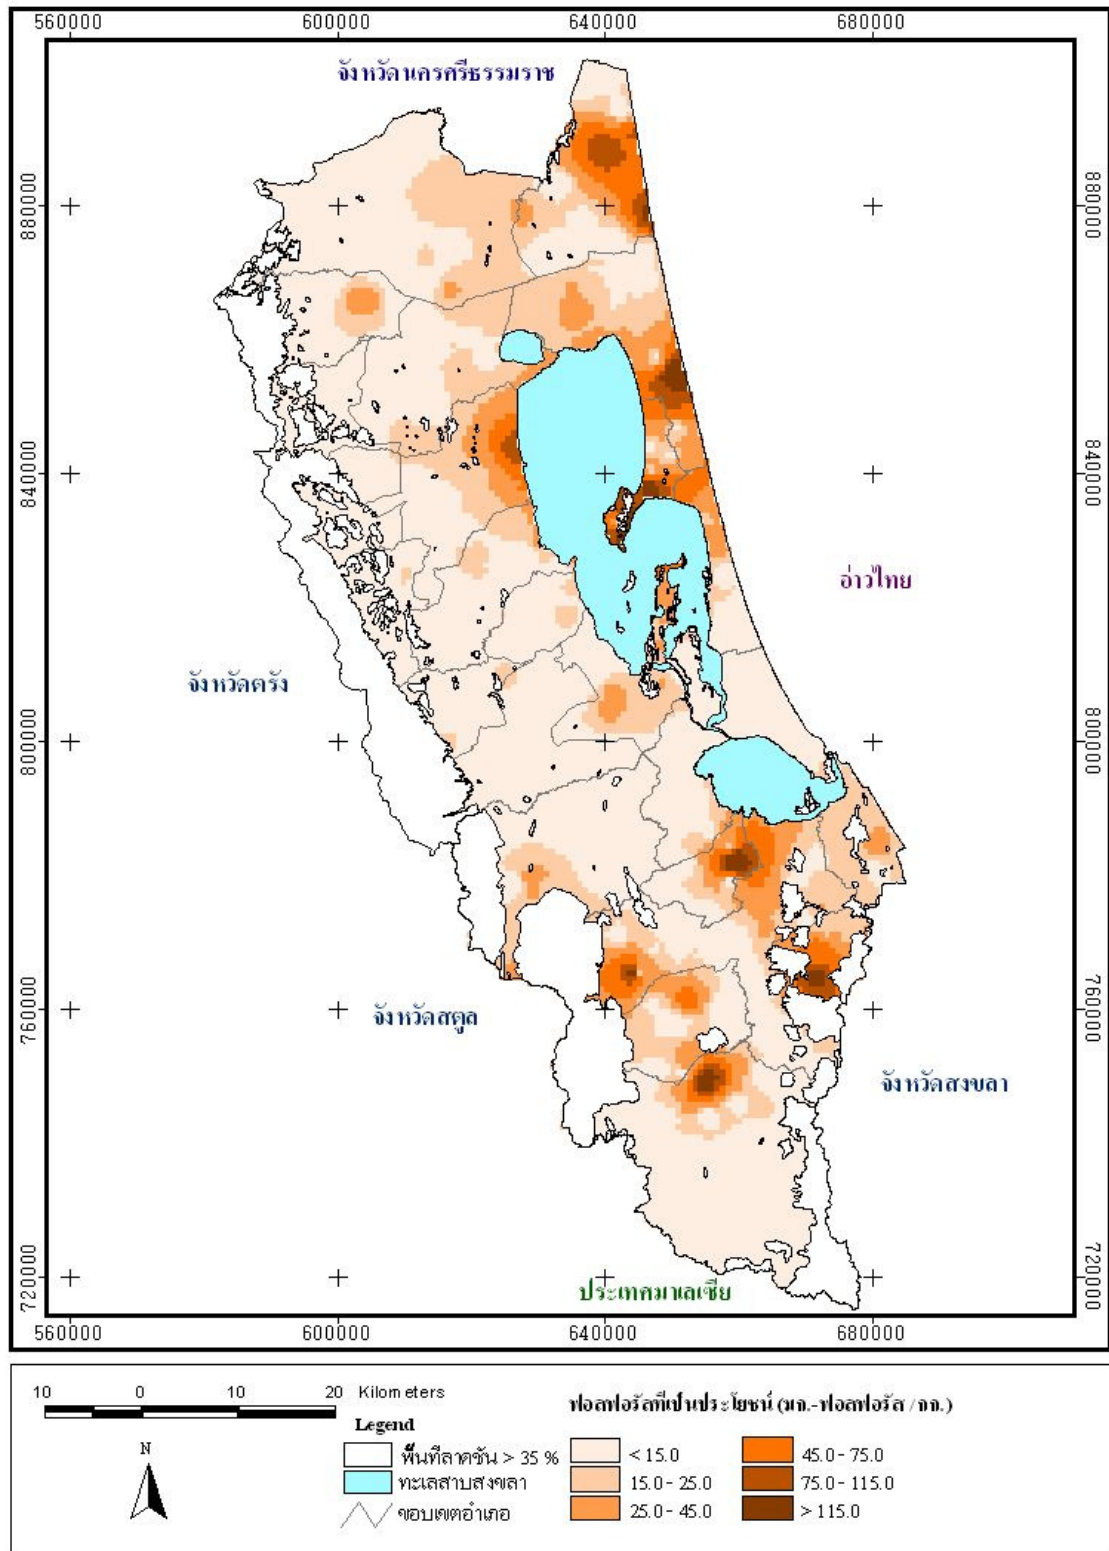 560000 600000 640000 680000
จังหวัดนครศรีธรรมราช
880000 880000
840000 840000
อ่าวไทย
จังหวัดตรัง
800000 800000
760000 760000
จังหวัดสตูล
จังหวัดสงขลา
720000 720000
ประเทศมาเลเซีย
560000 600000 640000 680000
10 0 10 20 Kilometers
ฟอสฟอรัสที่เป็นประโยชน์ (มก.-ฟอสฟอรัส / กก.)
Legend
N
พื้นที่ลาดชัน > 35 %
ทะเลสาบสงขลา
ขอบเขตอำเภอ
< 15.0
15.0 - 25.0
25.0 - 45.0
45.0 - 75.0
75.0 - 115.0
> 115.0